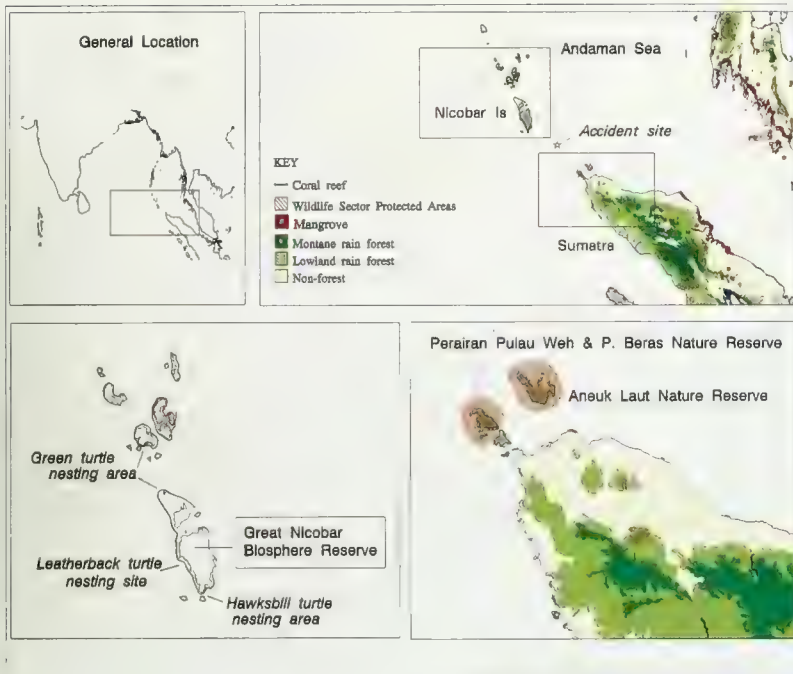 General Location
Andaman Sea
Nicobar Is
Accident site
KEY
Coral reef
Wildlife Sector Protected Areas
Mangrove
Montane rain forest
Lowland rain forest
Non-forest
Sumatra
Green turtle
nesting area
Great Nicobar
Biosphere Reserve
Leatherback turtle
nesting site
Hawksbill turtle
nesting area
Perairan Pulau Weh & P. Beras Nature Reserve
Aneuk Laut Nature Reserve